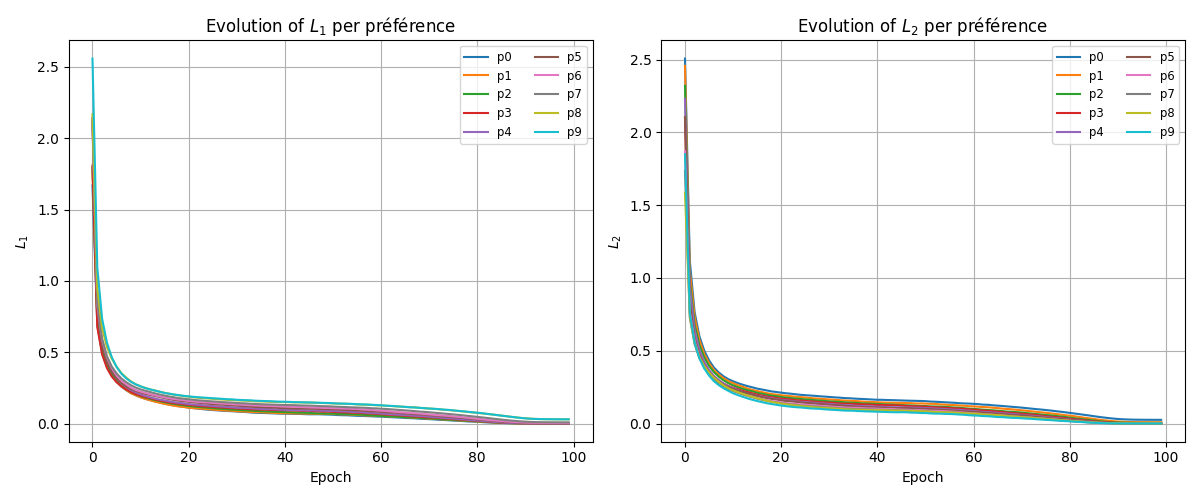 Evolution of L₁ per préférence
L₁
2.5
2.0
1.5
1.0
0.5
0.0
0 20 40 60 80 100
Epoch
p0 p5
p1 p6
p2 p7
p3 p8
p4 p9
Evolution of L₂ per préférence
L₂
2.5
2.0
1.5
1.0
0.5
0.0
0 20 40 60 80 100
Epoch
p0 p5
p1 p6
p2 p7
p3 p8
p4 p9